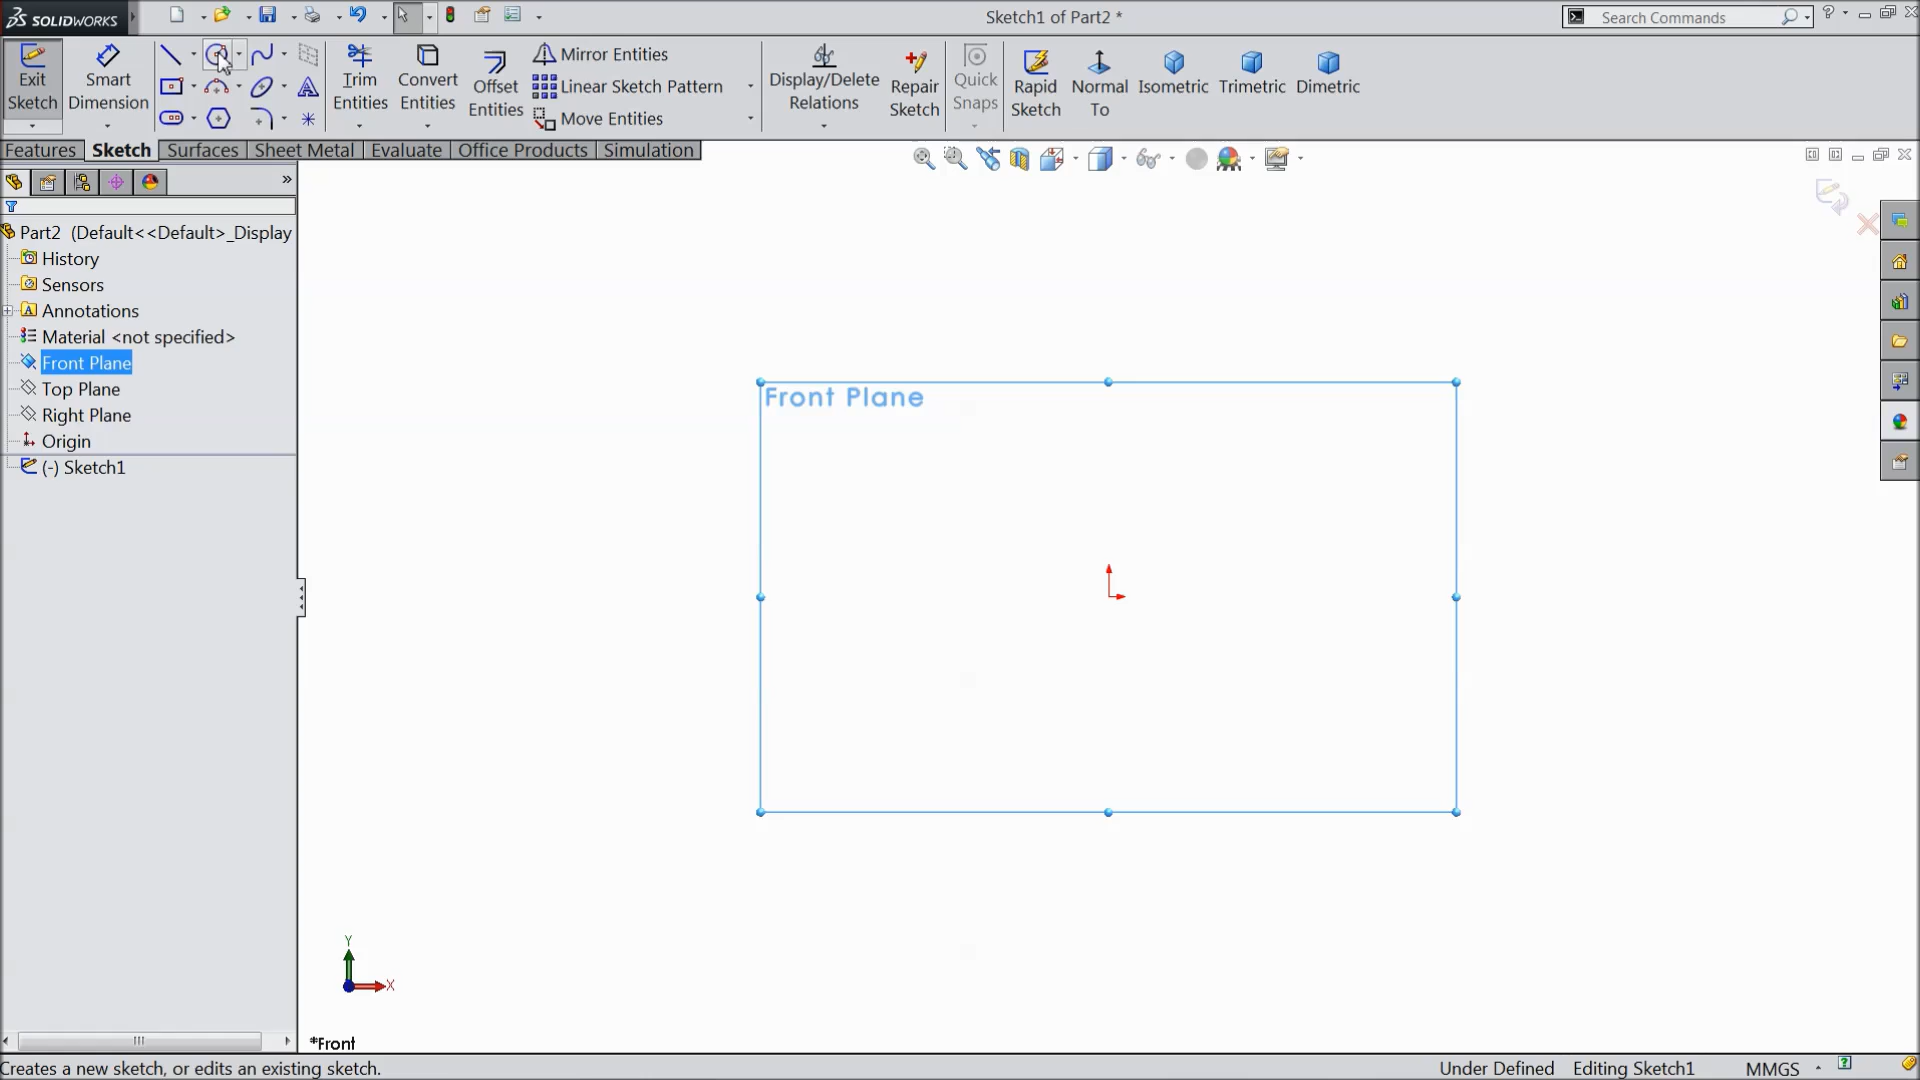 SOLIDWORKS
Sketch1 of Part2 *
Search Commands
?
Exit Sketch
Smart Dimension
Trim Entities
Convert Entities
Offset Entities
Mirror Entities
Linear Sketch Pattern
Move Entities
Display/Delete Relations
Repair Sketch
Quick Snaps
Rapid Sketch
Normal To
Isometric
Trimetric
Dimetric
Features
Sketch
Surfaces
Sheet Metal
Evaluate
Office Products
Simulation
»
Part2 (Default<<Default>_Display
History
Sensors
Annotations
Material <not specified>
Front Plane
Top Plane
Right Plane
Origin
(-) Sketch1
Front Plane
Y
X
*Front
Creates a new sketch, or edits an existing sketch.
Under Defined
Editing Sketch1
MMGS
?